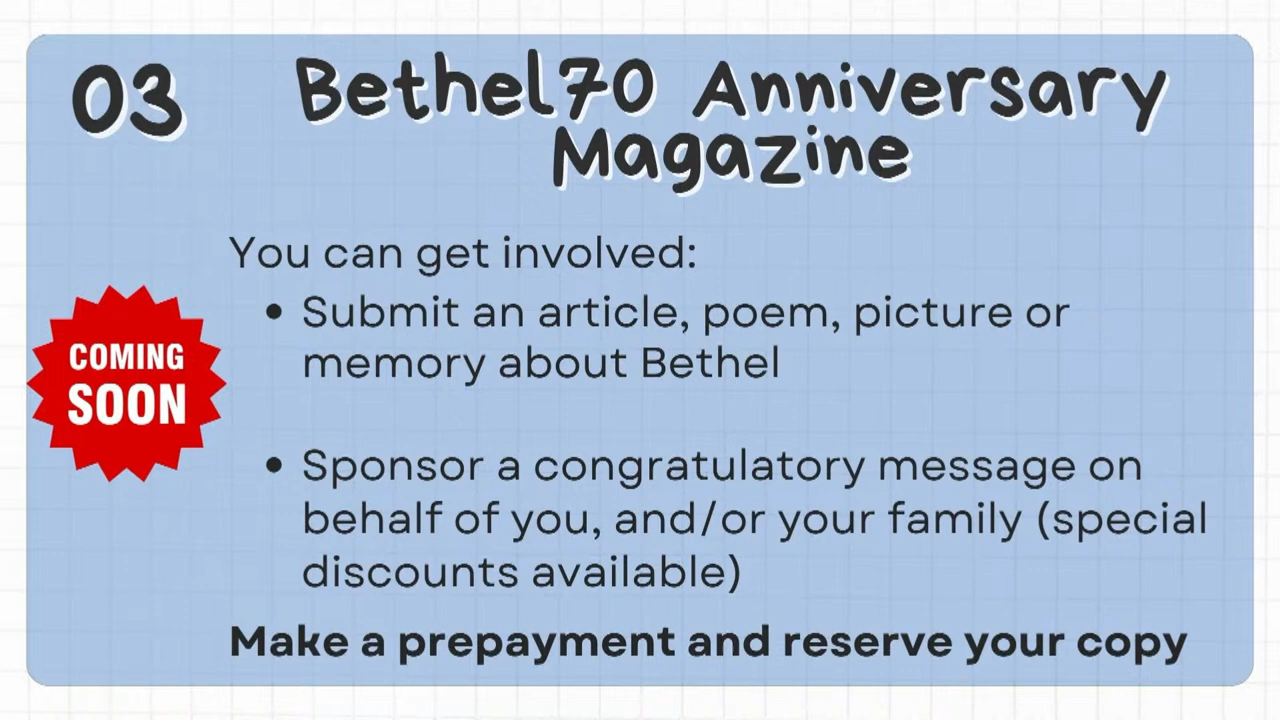 03
Bethel70 Anniversary
Magazine
You can get involved:
• Submit an article, poem, picture or
memory about Bethel
COMING
SOON
• Sponsor a congratulatory message on
behalf of you, and/or your family (special
discounts available)
Make a prepayment and reserve your copy